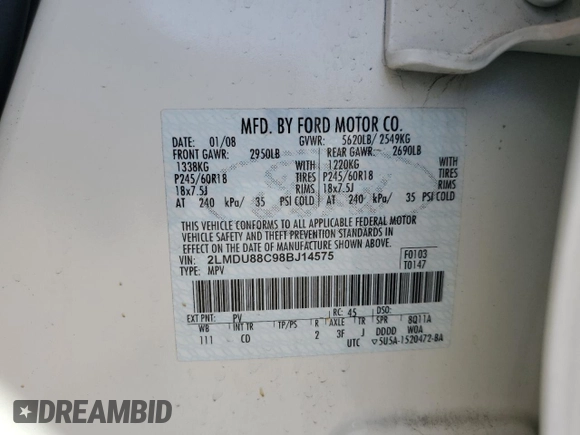 MFD. BY FORD MOTOR CO.
DATE: 01/08 GVWR: 5620LB/ 2549KG
FRONT GAWR: 2950LB REAR GAWR: 2690LB
1338KG WITH 1220KG WITH
P245/60R18 TIRES P245/60R18 TIRES
18x7.5J RIMS 18x7.5J RIMS
AT 240 kPa/ 35 PSI COLD AT 240 kPa/ 35 PSI COLD
THIS VEHICLE CONFORMS TO ALL APPLICABLE FEDERAL MOTOR
VEHICLE SAFETY AND THEFT PREVENTION STANDARDS IN
EFFECT ON THE DATE OF MANUFACTURE SHOWN ABOVE.
VIN: 2LMDU88C98BJ14575 F0103
TYPE: MPV T0147
EXT PNT: PV RC: 45 DSO:
WB INT TR TP/PS R AXLE TR SPR 8Q11A
111 CD 2 3F J DDDD WOA
UTC ▽5U5A-1520472-BA
DREAMBID